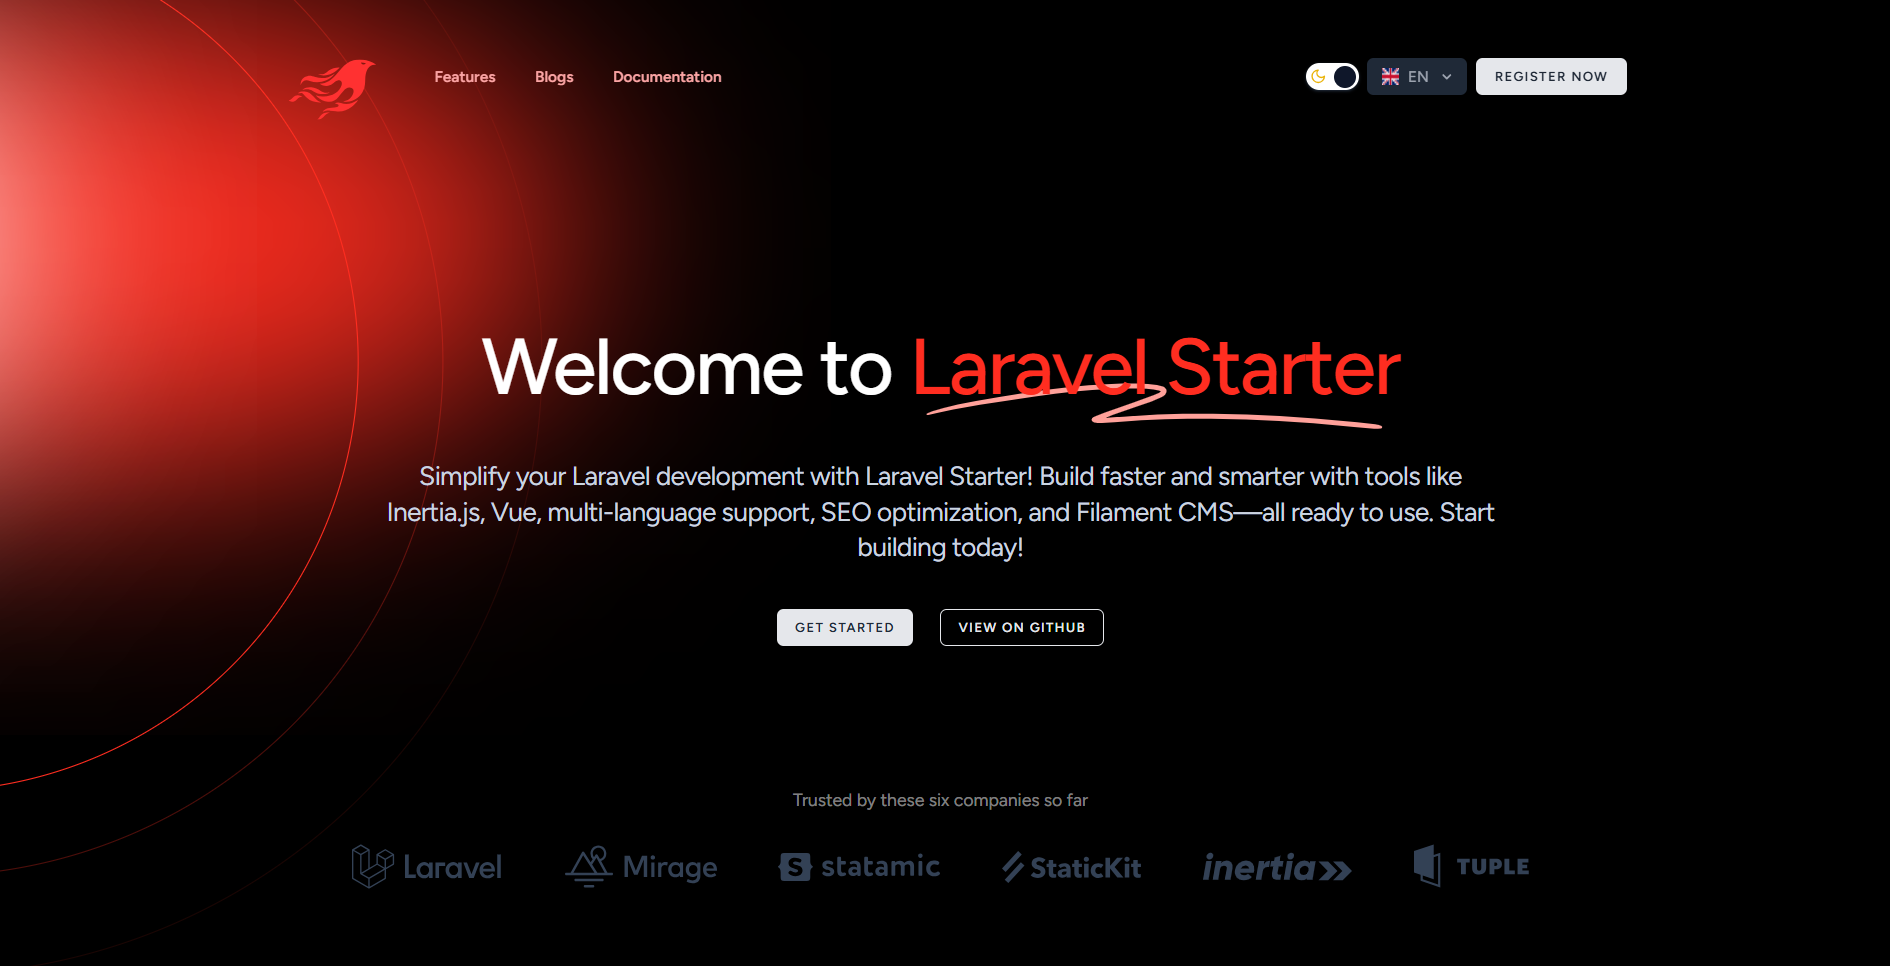 Features Blogs Documentation EN REGISTER NOW
Welcome to Laravel Starter
Simplify your Laravel development with Laravel Starter! Build faster and smarter with tools like
Inertia.js, Vue, multi-language support, SEO optimization, and Filament CMS—all ready to use. Start
building today!
GET STARTED VIEW ON GITHUB
Trusted by these six companies so far
Laravel Mirage S statamic StaticKit inertia TUPLE